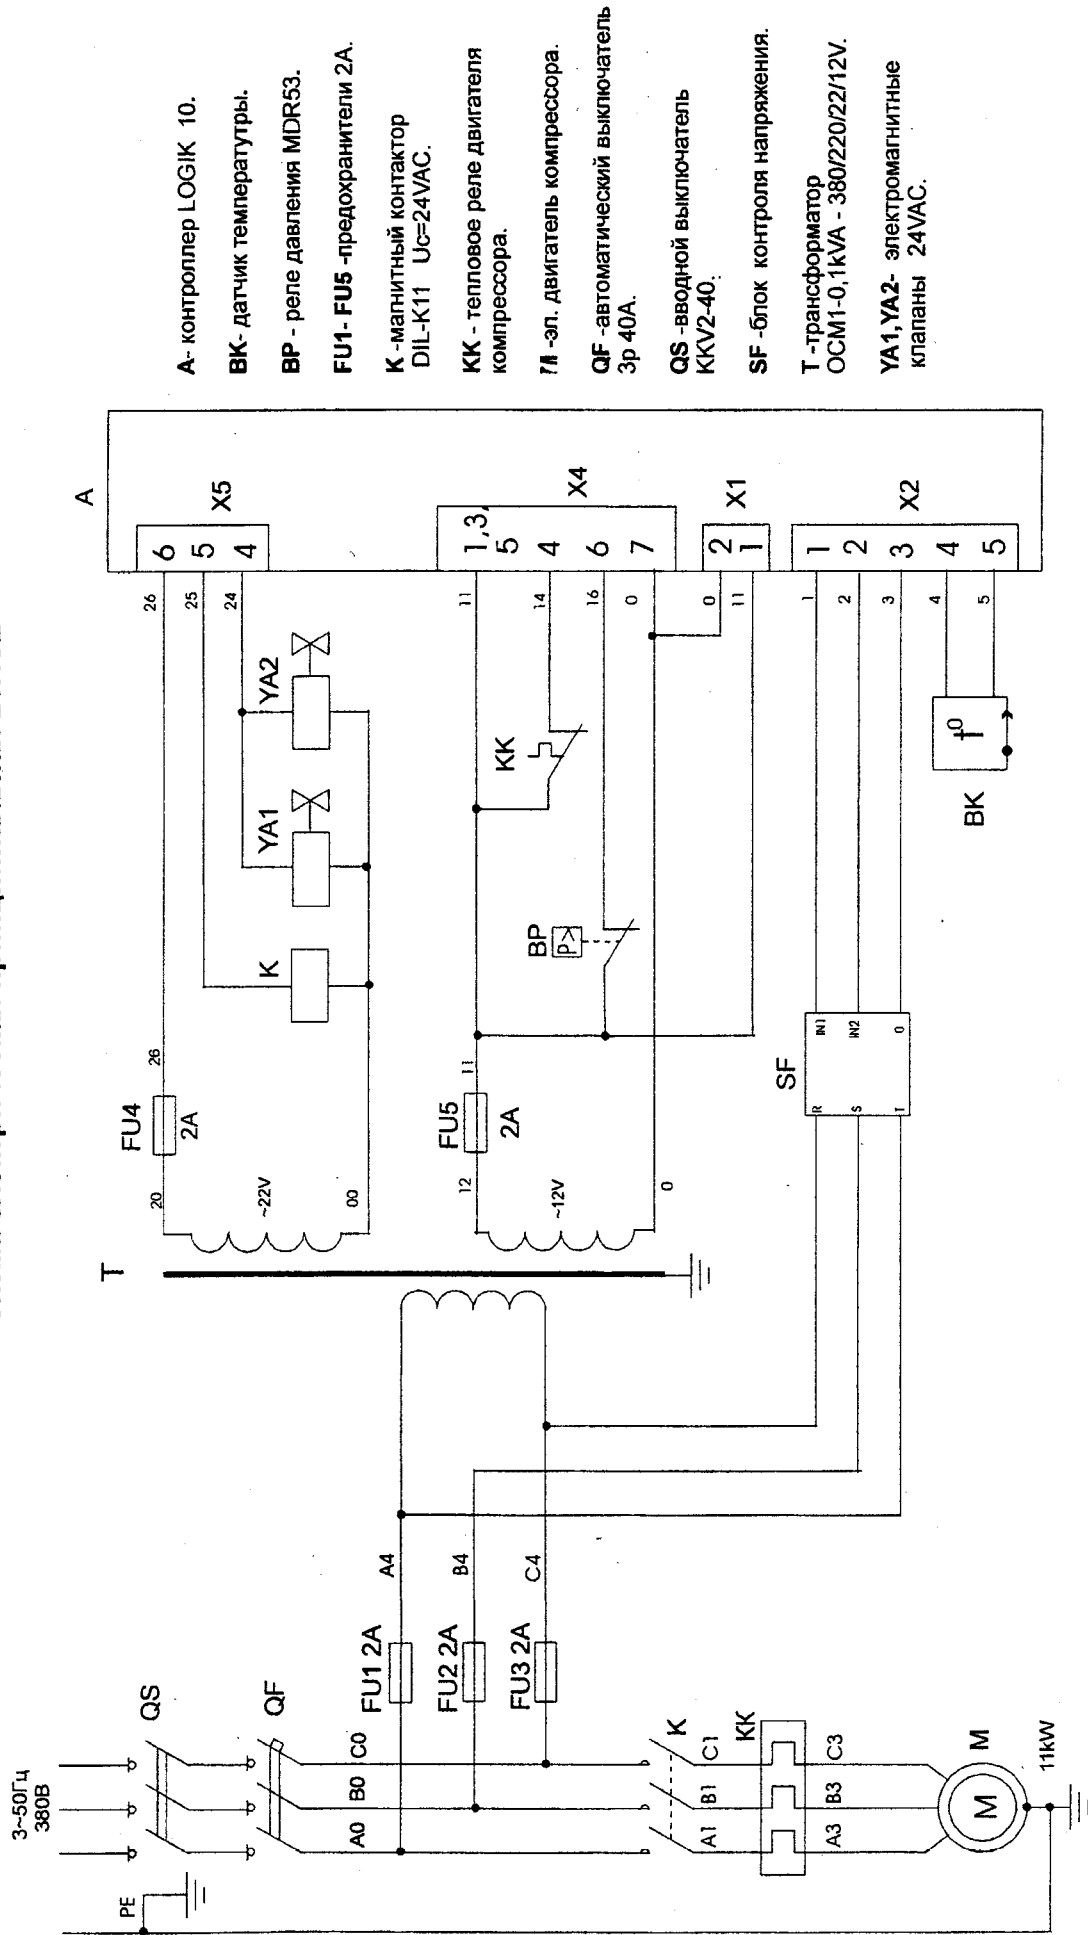 3~50Гц
380В
PE
QS
QF
A0
B0
C0
FU1 2A
FU2 2A
FU3 2A
A4
B4
C4
K
A1
B1
C1
KK
A3
B3
C3
M
M
11kW
T
~22V
20
00
FU4
2A
26
K
YA1
YA2
~12V
12
0
FU5
2A
11
BP
P>
KK
SF
R
S
T
IN1
IN2
0
BK
t⁰
26
25
24
11
14
16
0
0
11
1
2
3
4
5
A
6
5
4
X5
1,3,
5
4
6
7
X4
2
1
X1
1
2
3
4
5
X2
A- контроллер LOGIK 10.
BK- датчик температутры.
BP - реле давления MDR53.
FU1- FU5 -предохранители 2A.
K -магнитный контактор
DIL-K11 Uc=24VAC.
KK - тепловое реле двигателя
компрессора.
M -эл. двигатель компрессора.
QF -автоматический выключатель
3p 40A.
QS -вводной выключатель
KKV2-40.
SF -блок контроля напряжения.
T -трансформатор
ОСМ1-0,1kVA - 380/220/22/12V.
YA1,YA2- электромагнитные
клапаны 24VAC.